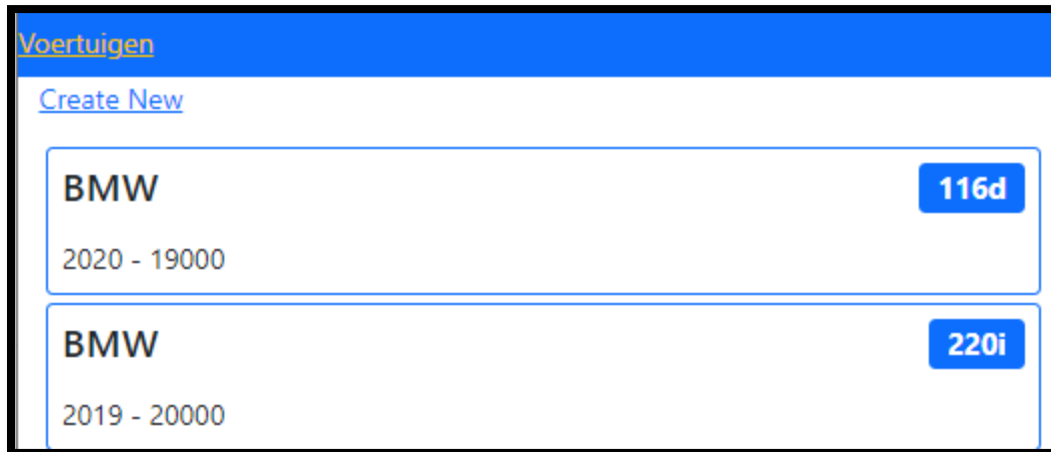 Voertuigen
Create New
BMW 116d
2020 - 19000
BMW 220i
2019 - 20000